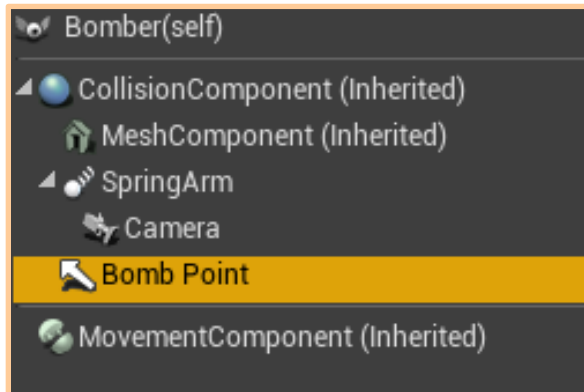 Bomber(self)
CollisionComponent (Inherited)
MeshComponent (Inherited)
SpringArm
Camera
Bomb Point
MovementComponent (Inherited)